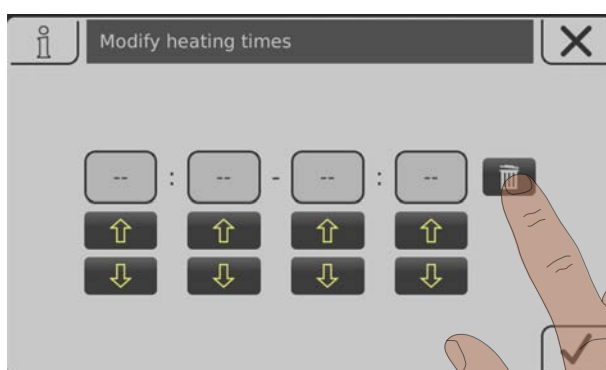 Modify heating times
-- : -- - -- : --